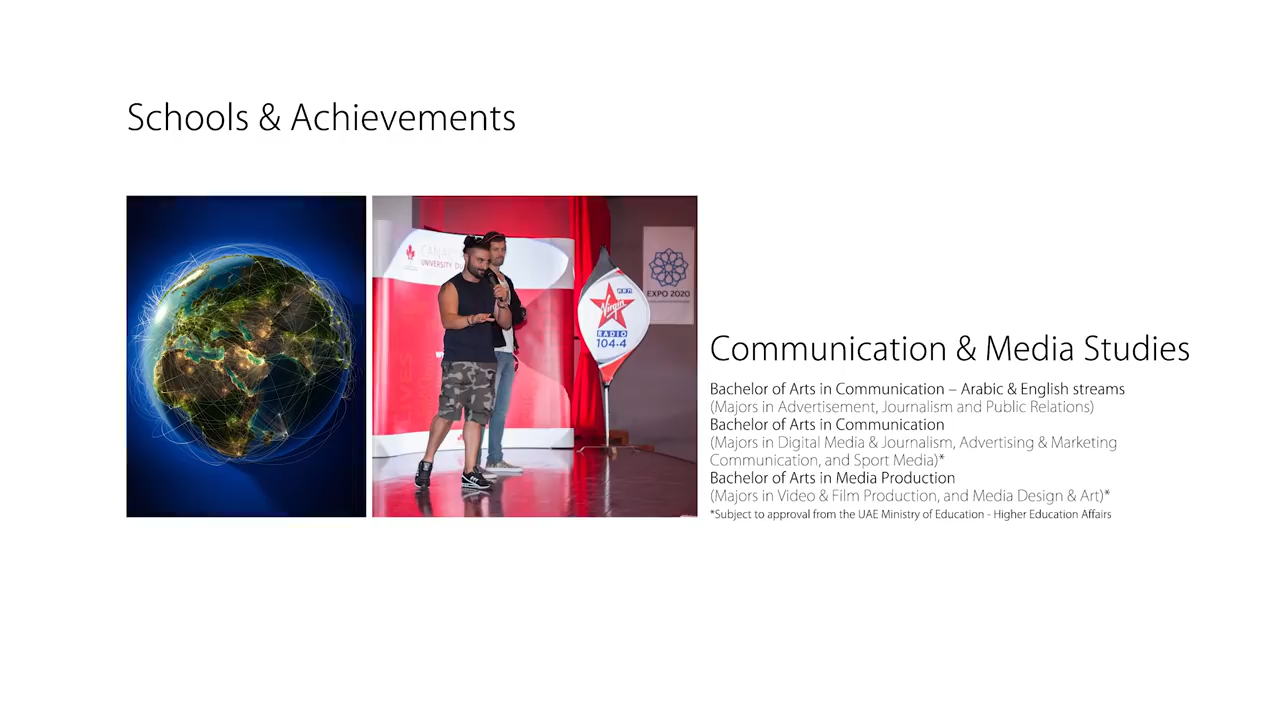 Schools & Achievements
CANA
UNIVERSITY DU
Virgin
RADIO
104.4
EXPO 2020
Communication & Media Studies
Bachelor of Arts in Communication – Arabic & English streams
(Majors in Advertisement, Journalism and Public Relations)
Bachelor of Arts in Communication
(Majors in Digital Media & Journalism, Advertising & Marketing
Communication, and Sport Media)*
Bachelor of Arts in Media Production
(Majors in Video & Film Production, and Media Design & Art)*
*Subject to approval from the UAE Ministry of Education - Higher Education Affairs